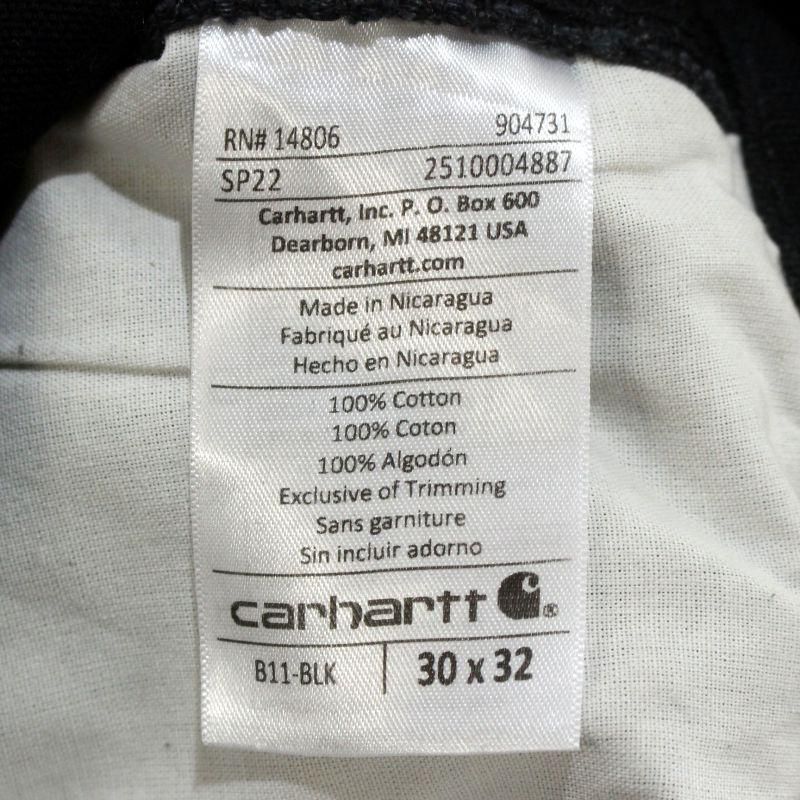 RN# 14806 904731
SP22 2510004887
Carhartt, Inc. P. O. Box 600
Dearborn, MI 48121 USA
carhartt.com
Made in Nicaragua
Fabriqué au Nicaragua
Hecho en Nicaragua
100% Cotton
100% Coton
100% Algodón
Exclusive of Trimming
Sans garniture
Sin incluir adorno
carhartt ®
B11-BLK 30 x 32